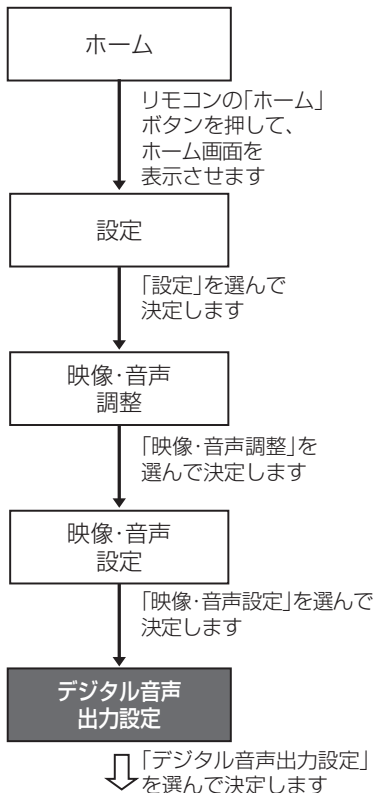 ホーム
リモコンの「ホーム」
ボタンを押して、
ホーム画面を
表示させます
設定
「設定」を選んで
決定します
映像・音声
調整
「映像・音声調整」を
選んで決定します
映像・音声
設定
「映像・音声設定」を選んで
決定します
デジタル音声
出力設定
「デジタル音声出力設定」
を選んで決定します